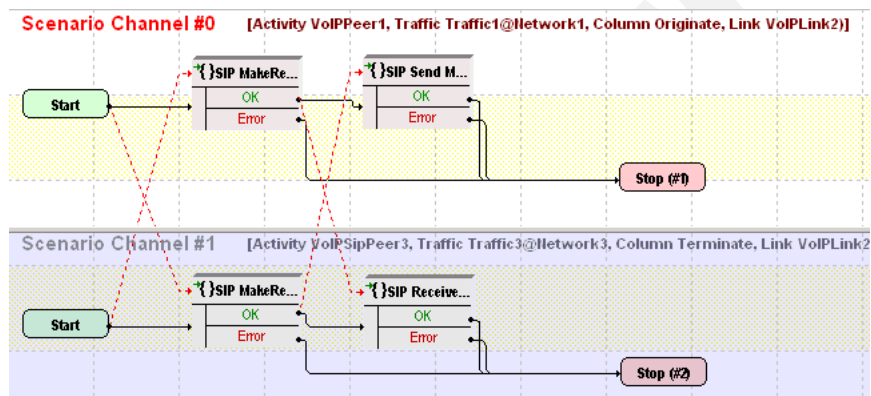 Scenario Channel #0 [Activity VoIPPeer1, Traffic Traffic1@Network1, Column Originate, Link VoIPLink2)]
{}SIP MakeRe... {}SIP Send M...
Start OK OK
Error Error
Stop (#1)
Scenario Channel #1 [Activity VoIPSipPeer3, Traffic Traffic3@Network3, Column Terminate, Link VoIPLink2
{}SIP MakeRe... {}SIP Receive...
Start OK OK
Error Error
Stop (#2)